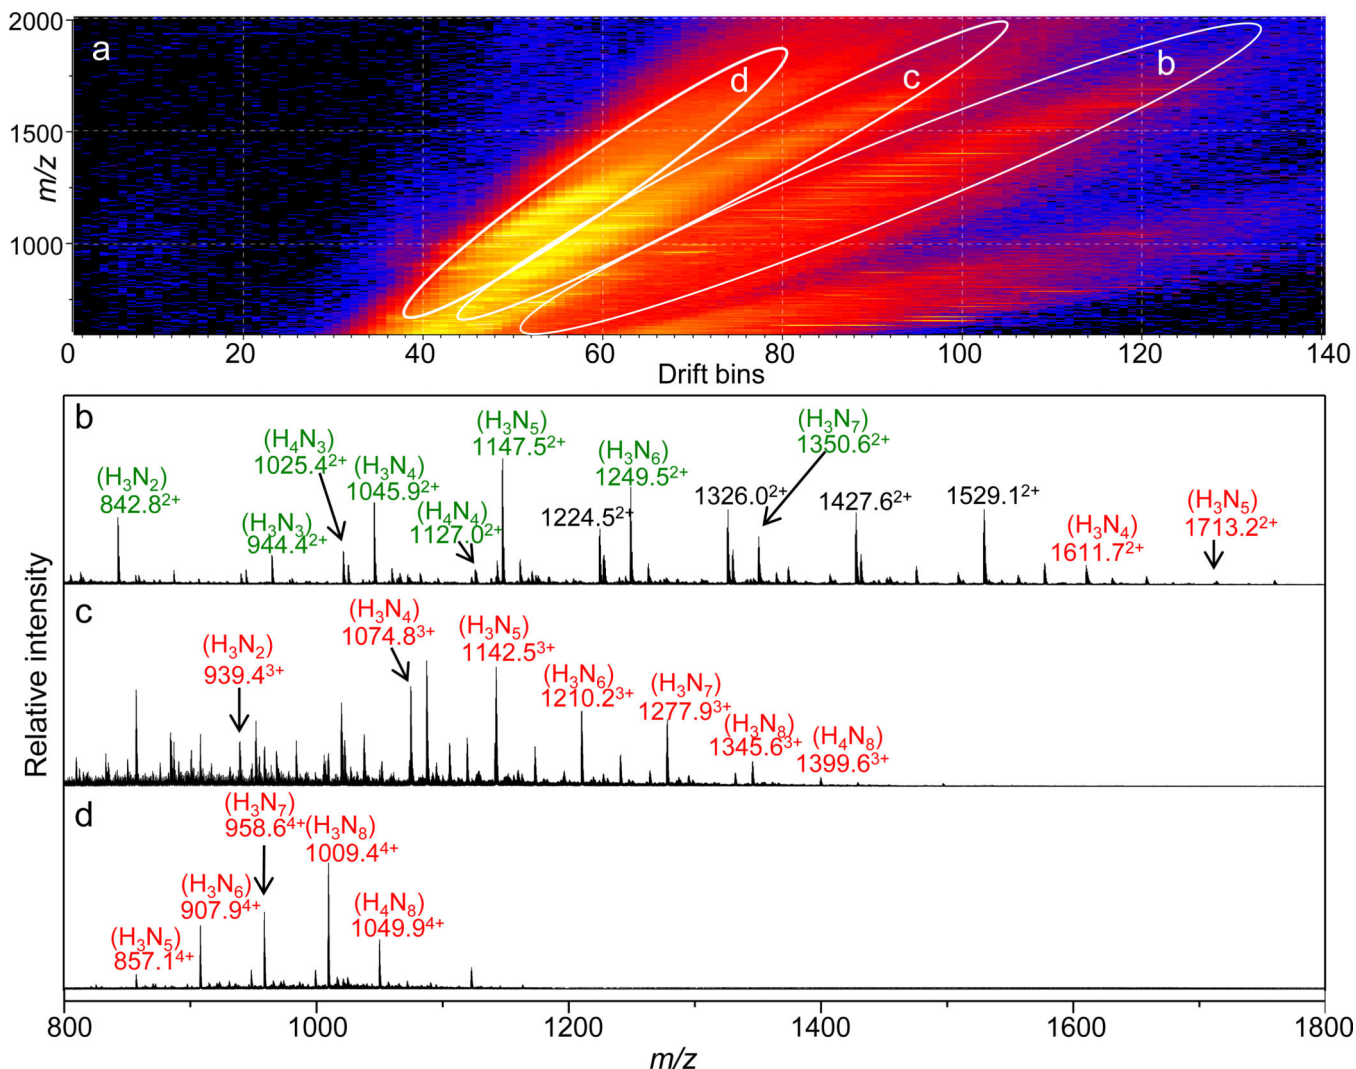 a
d
c
b
2000
1500
1000
m/z
0 20 40 60 80 100 120 140
Drift bins
b
(H₃N₂)
842.8²⁺
(H₃N₃)
944.4²⁺
(H₄N₃)
1025.4²⁺
(H₃N₄)
1045.9²⁺
(H₄N₄)
1127.0²⁺
(H₃N₅)
1147.5²⁺
1224.5²⁺
(H₃N₆)
1249.5²⁺
1326.0²⁺
(H₃N₇)
1350.6²⁺
1427.6²⁺
1529.1²⁺
(H₃N₄)
1611.7²⁺
(H₃N₅)
1713.2²⁺
Relative intensity
c
(H₃N₂)
939.4³⁺
(H₃N₄)
1074.8³⁺
(H₃N₅)
1142.5³⁺
(H₃N₆)
1210.2³⁺
(H₃N₇)
1277.9³⁺
(H₃N₈)
1345.6³⁺
(H₄N₈)
1399.6³⁺
d
(H₃N₅)
857.1⁴⁺
(H₃N₆)
907.9⁴⁺
(H₃N₇)
958.6⁴⁺
(H₃N₈)
1009.4⁴⁺
(H₄N₈)
1049.9⁴⁺
800 1000 1200 1400 1600 1800
m/z